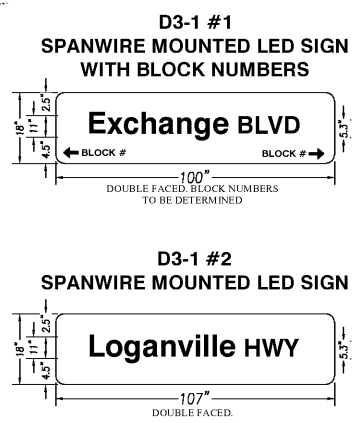 D3-1 #1
SPANWIRE MOUNTED LED SIGN
WITH BLOCK NUMBERS
2.5"
18"
11"
4.5"
Exchange BLVD
5.3"
BLOCK #
BLOCK #
100"
DOUBLE FACED. BLOCK NUMBERS
TO BE DETERMINED
D3-1 #2
SPANWIRE MOUNTED LED SIGN
2.5"
18"
11"
4.5"
Loganville HWY
5.3"
107"
DOUBLE FACED.